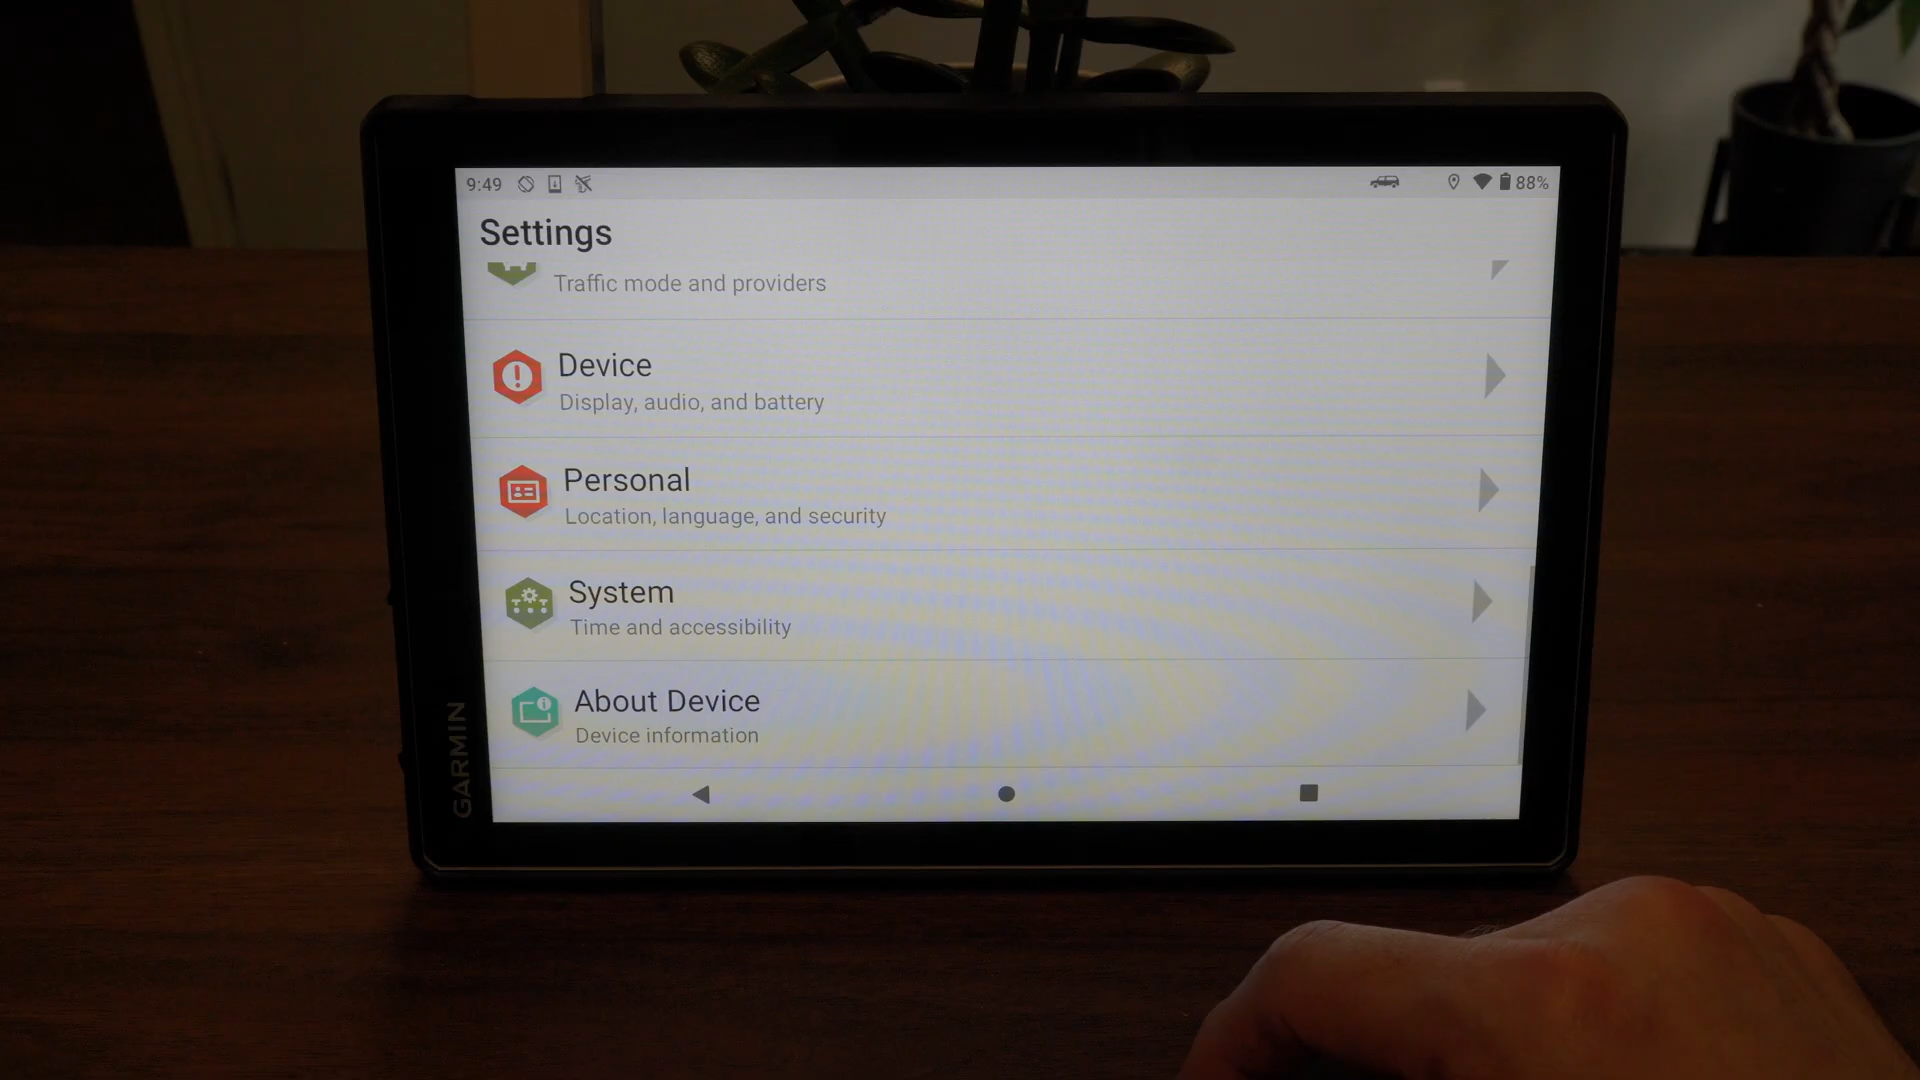 9:49
88%
Settings
Traffic mode and providers
Device
Display, audio, and battery
Personal
Location, language, and security
System
Time and accessibility
About Device
Device information
GARMIN